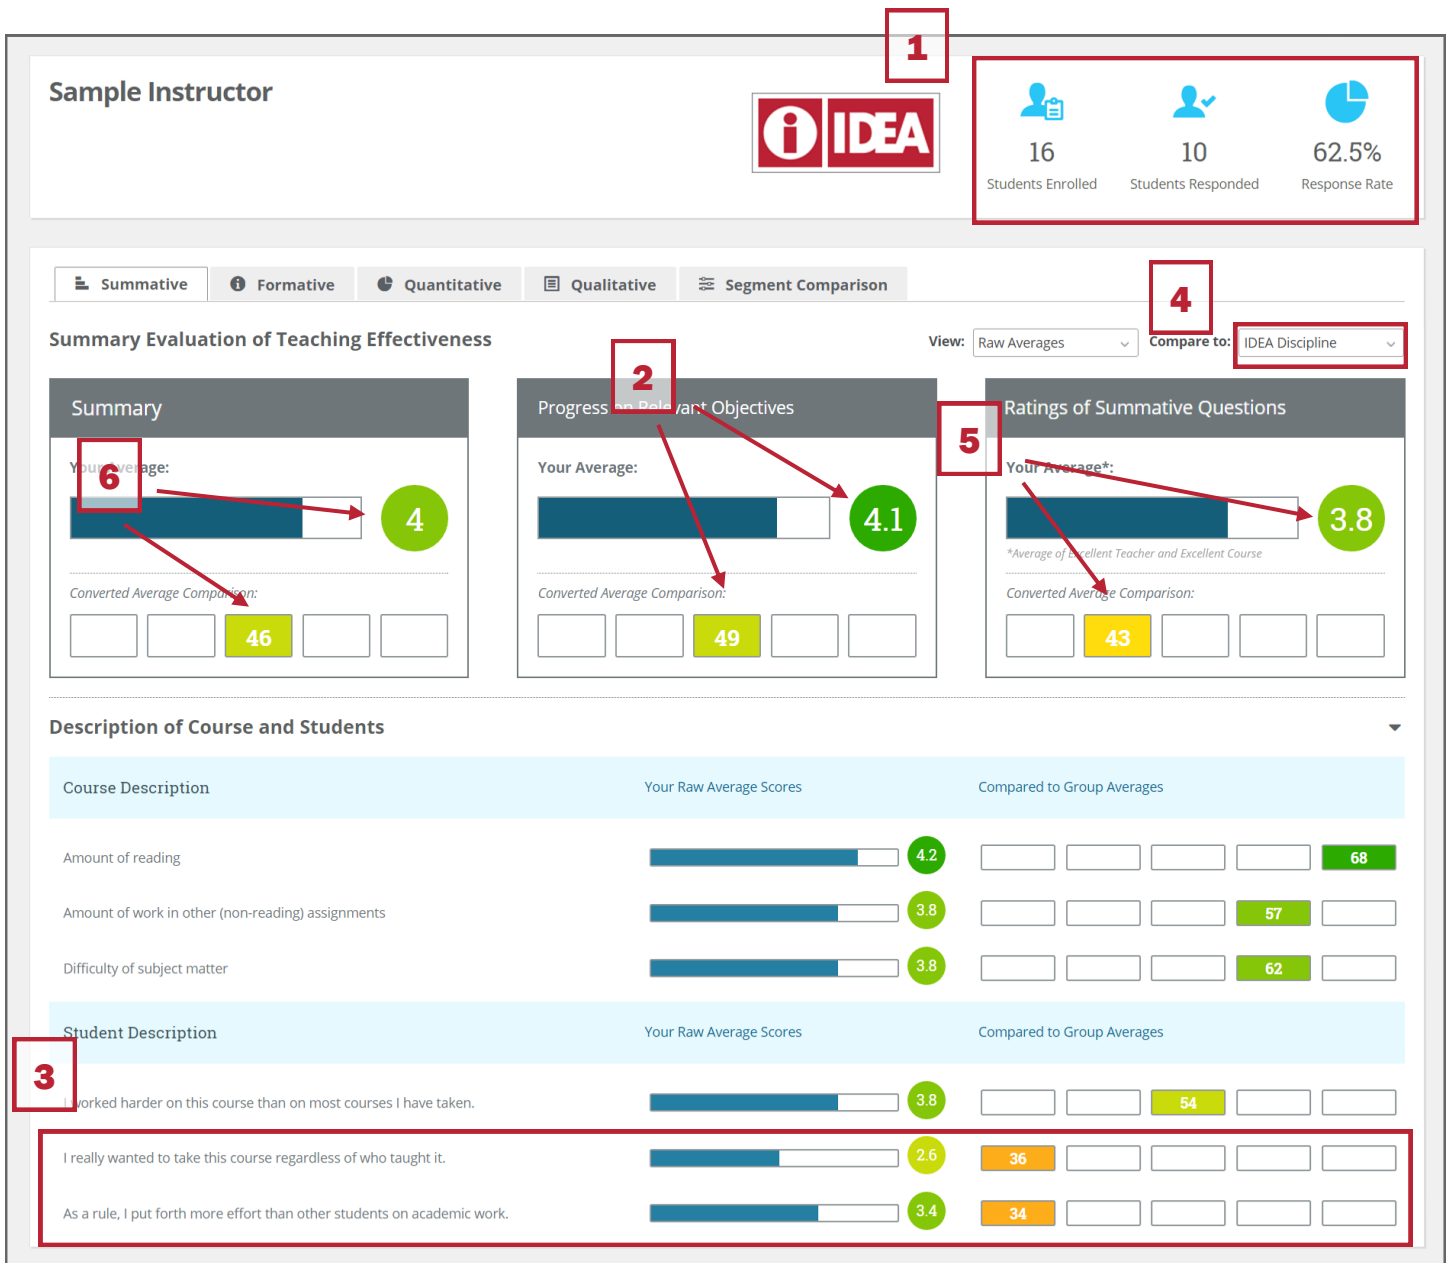 1
Sample Instructor
i IDEA
16
10
62.5%
Students Enrolled
Students Responded
Response Rate
Summative
Formative
Quantitative
Qualitative
Segment Comparison
4
Summary Evaluation of Teaching Effectiveness
View:
Raw Averages
Compare to:
IDEA Discipline
2
Summary
Progress on Relevant Objectives
Ratings of Summative Questions
5
6
Your Average:
4
Your Average:
4.1
Your Average*:
3.8
*Average of Excellent Teacher and Excellent Course
Converted Average Comparison:
46
Converted Average Comparison:
49
Converted Average Comparison:
43
Description of Course and Students
Course Description
Your Raw Average Scores
Compared to Group Averages
Amount of reading
4.2
68
Amount of work in other (non-reading) assignments
3.8
57
Difficulty of subject matter
3.8
62
Student Description
Your Raw Average Scores
Compared to Group Averages
3
I worked harder on this course than on most courses I have taken.
3.8
54
I really wanted to take this course regardless of who taught it.
2.6
36
As a rule, I put forth more effort than other students on academic work.
3.4
34